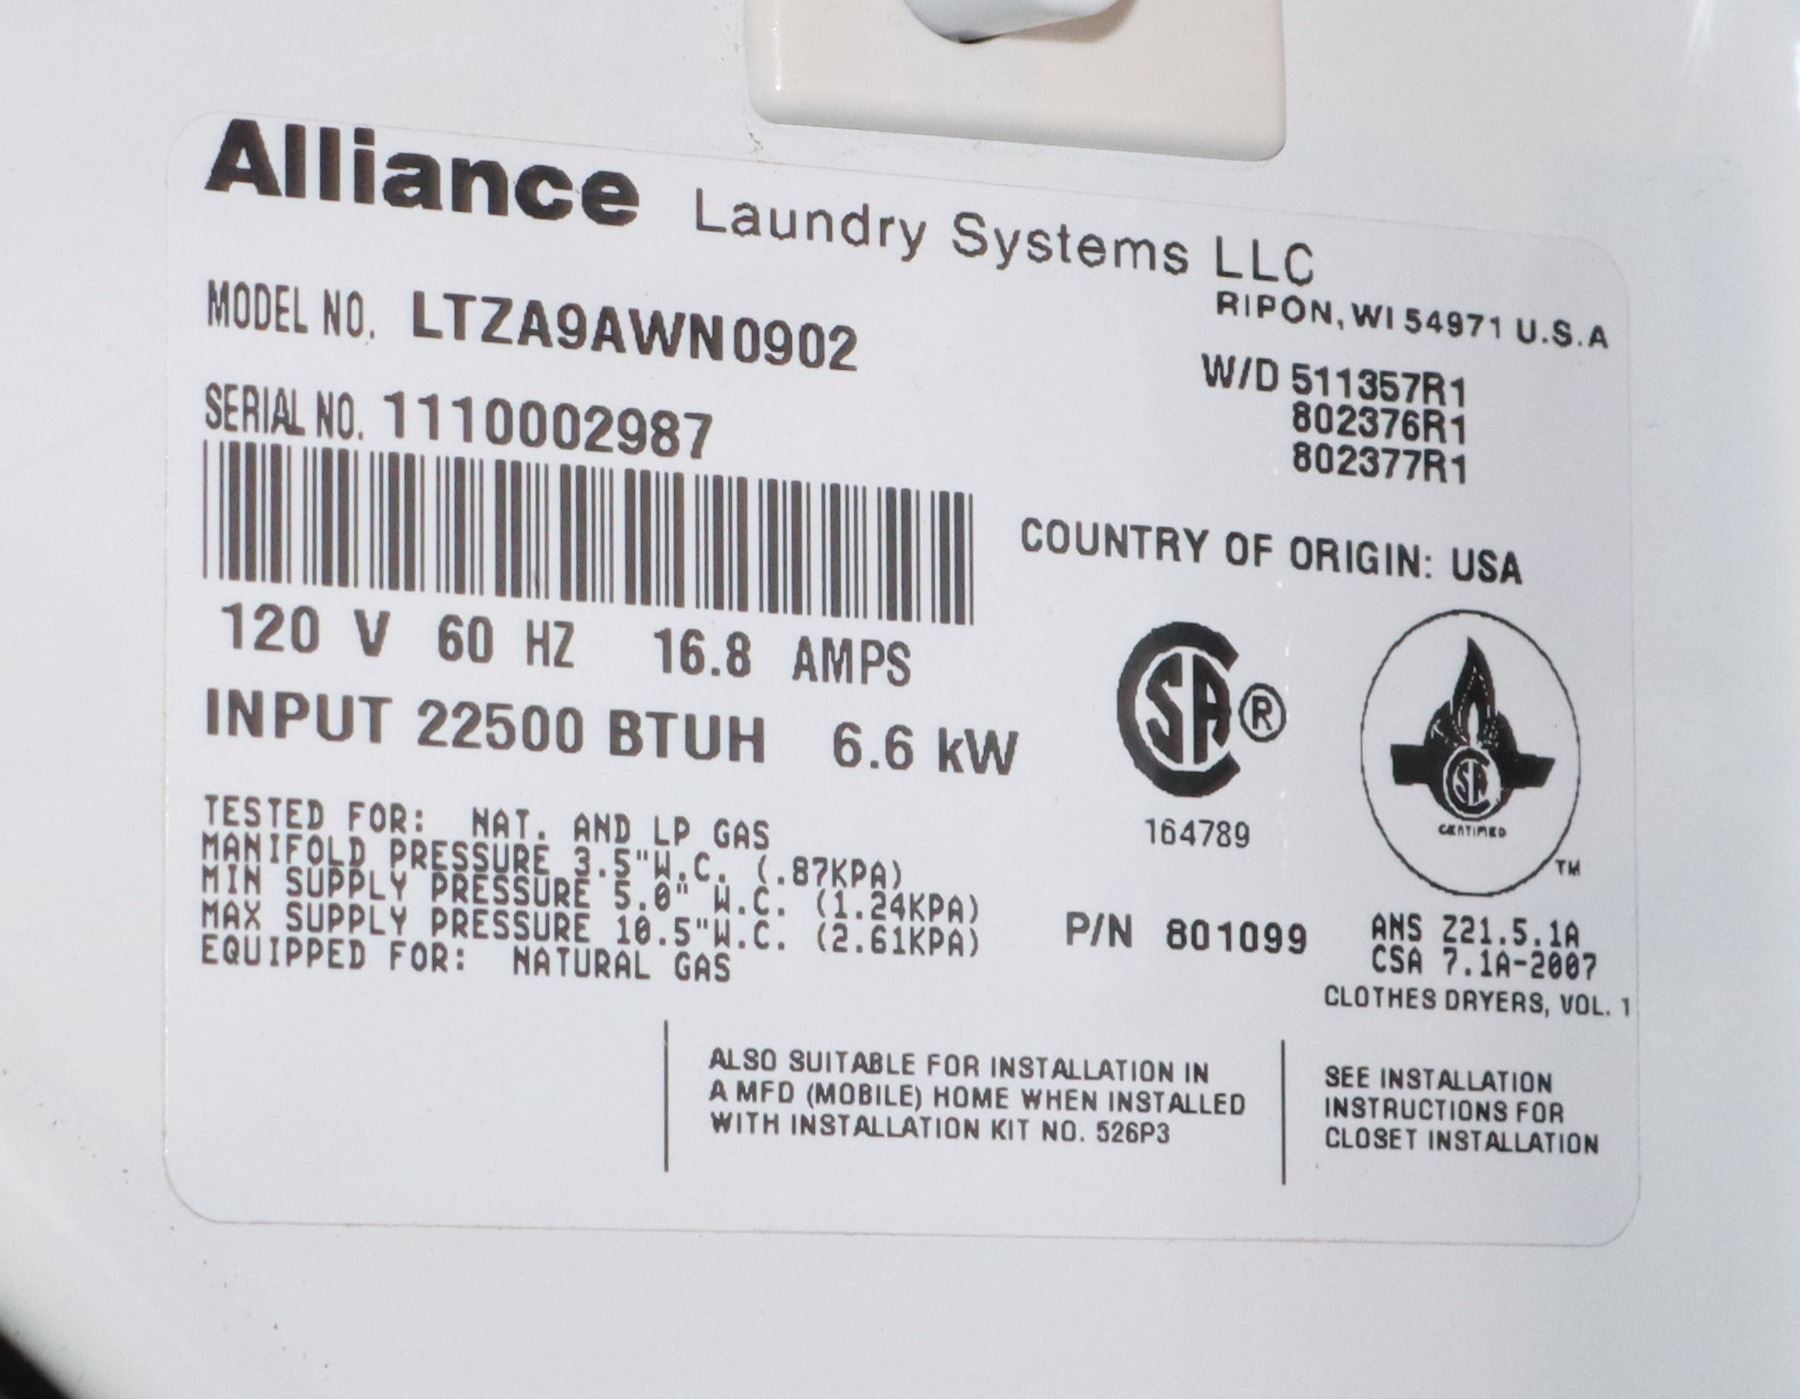 Alliance Laundry Systems LLC
RIPON, WI 54971 U.S.A
MODEL NO. LTZA9AWN0902
W/D 511357R1
802376R1
802377R1
SERIAL NO. 1110002987
COUNTRY OF ORIGIN: USA
120 V 60 HZ 16.8 AMPS
INPUT 22500 BTUH 6.6 kW
CSA ®
164789
CSA
CERTIFIED
TM
TESTED FOR: NAT. AND LP GAS
MANIFOLD PRESSURE 3.5"W.C. (.87KPA)
MIN SUPPLY PRESSURE 5.0" W.C. (1.24KPA)
MAX SUPPLY PRESSURE 10.5"W.C. (2.61KPA)
EQUIPPED FOR: NATURAL GAS
P/N 801099
ANS Z21.5.1A
CSA 7.1A-2007
CLOTHES DRYERS, VOL. 1
ALSO SUITABLE FOR INSTALLATION IN
A MFD (MOBILE) HOME WHEN INSTALLED
WITH INSTALLATION KIT NO. 526P3
SEE INSTALLATION
INSTRUCTIONS FOR
CLOSET INSTALLATION